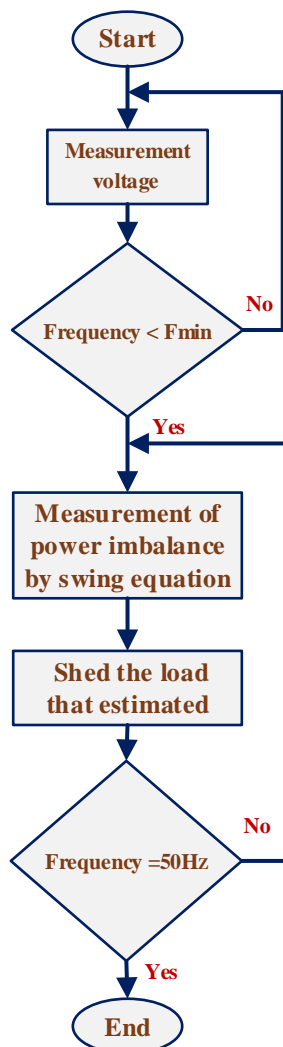 Start
Measurement
voltage
Frequency < Fmin
No
Yes
Measurement of
power imbalance
by swing equation
Shed the load
that estimated
Frequency =50Hz
No
Yes
End